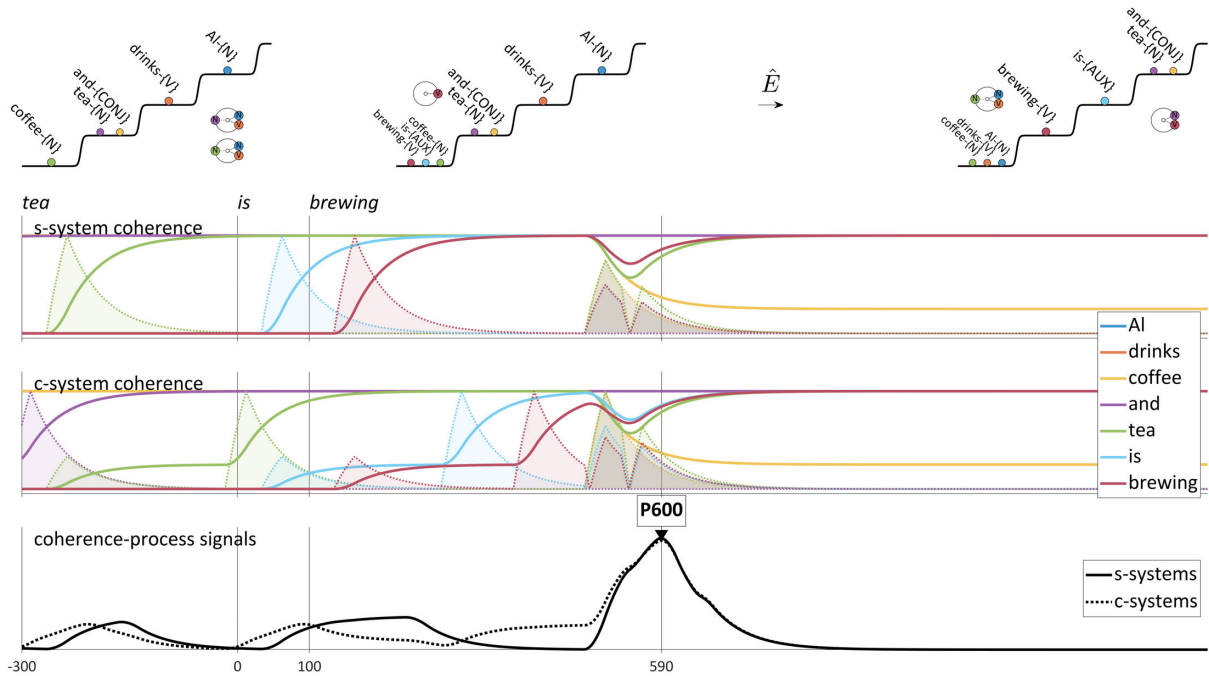 coffee-{N}
tea-{N}
and-{CONJ}
drinks-{V}
Al-{N}
N
N
V
N
N
V
brewing-{V}
is-{AUX}
coffee-{N}
V
tea-{N}
and-{CONJ}
drinks-{V}
Al-{N}
Ê
coffee-{N}
drinks-{V}
Al-{N}
N
N
V
brewing-{V}
is-{AUX}
tea-{N}
and-{CONJ}
N
V
tea is brewing
s-system coherence
c-system coherence
Al
drinks
coffee
and
tea
is
brewing
P600
coherence-process signals
s-systems
c-systems
-300 0 100 590